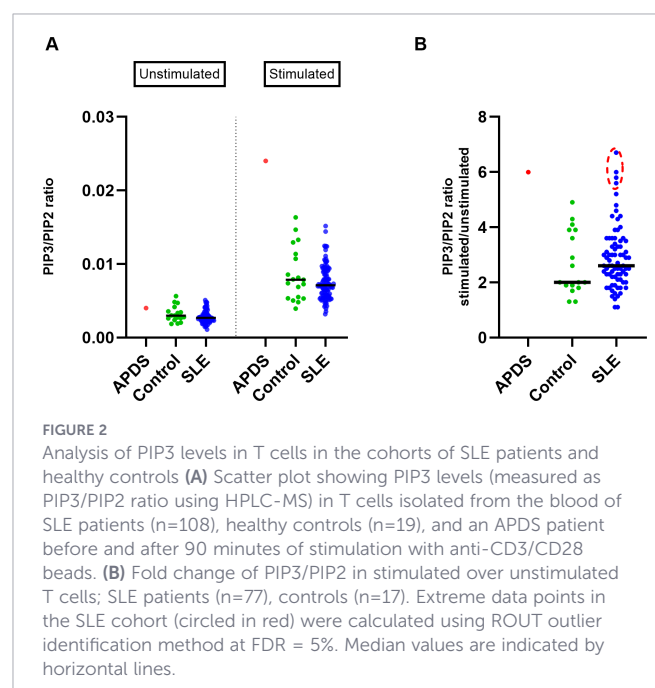 A
B
Unstimulated
Stimulated
PIP3/PIP2 ratio
0.03
0.02
0.01
0.00
APDS
Control
SLE
APDS
Control
SLE
PIP3/PIP2 ratio
stimulated/unstimulated
8
6
4
2
0
APDS
Control
SLE
FIGURE 2
Analysis of PIP3 levels in T cells in the cohorts of SLE patients and
healthy controls (A) Scatter plot showing PIP3 levels (measured as
PIP3/PIP2 ratio using HPLC-MS) in T cells isolated from the blood of
SLE patients (n=108), healthy controls (n=19), and an APDS patient
before and after 90 minutes of stimulation with anti-CD3/CD28
beads. (B) Fold change of PIP3/PIP2 in stimulated over unstimulated
T cells; SLE patients (n=77), controls (n=17). Extreme data points in
the SLE cohort (circled in red) were calculated using ROUT outlier
identification method at FDR = 5%. Median values are indicated by
horizontal lines.